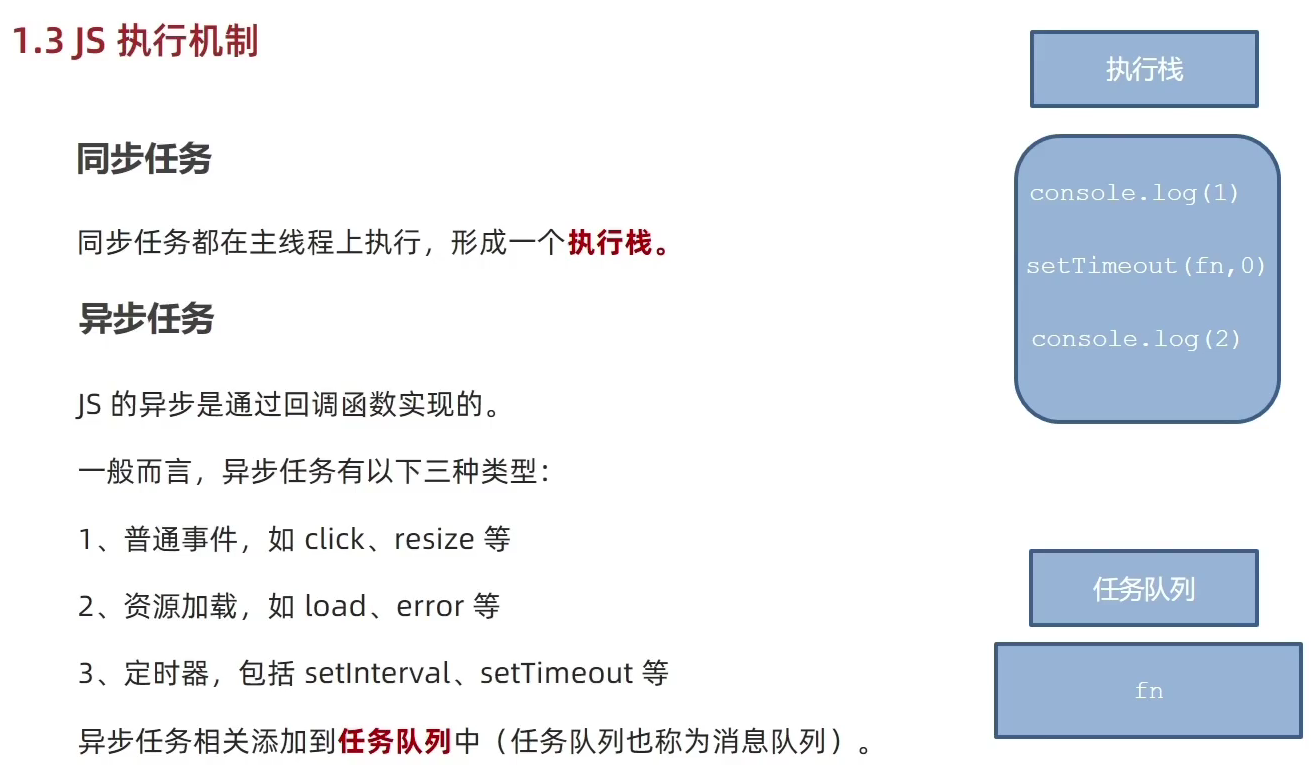 1.3 JS 执行机制
同步任务
同步任务都在主线程上执行，形成一个执行栈。
异步任务
JS 的异步是通过回调函数实现的。
一般而言，异步任务有以下三种类型：
1、普通事件，如 click、resize 等
2、资源加载，如 load、error 等
3、定时器，包括 setInterval、setTimeout 等
异步任务相关添加到任务队列中（任务队列也称为消息队列）。
执行栈
console.log(1)
setTimeout(fn,0)
console.log(2)
任务队列
fn